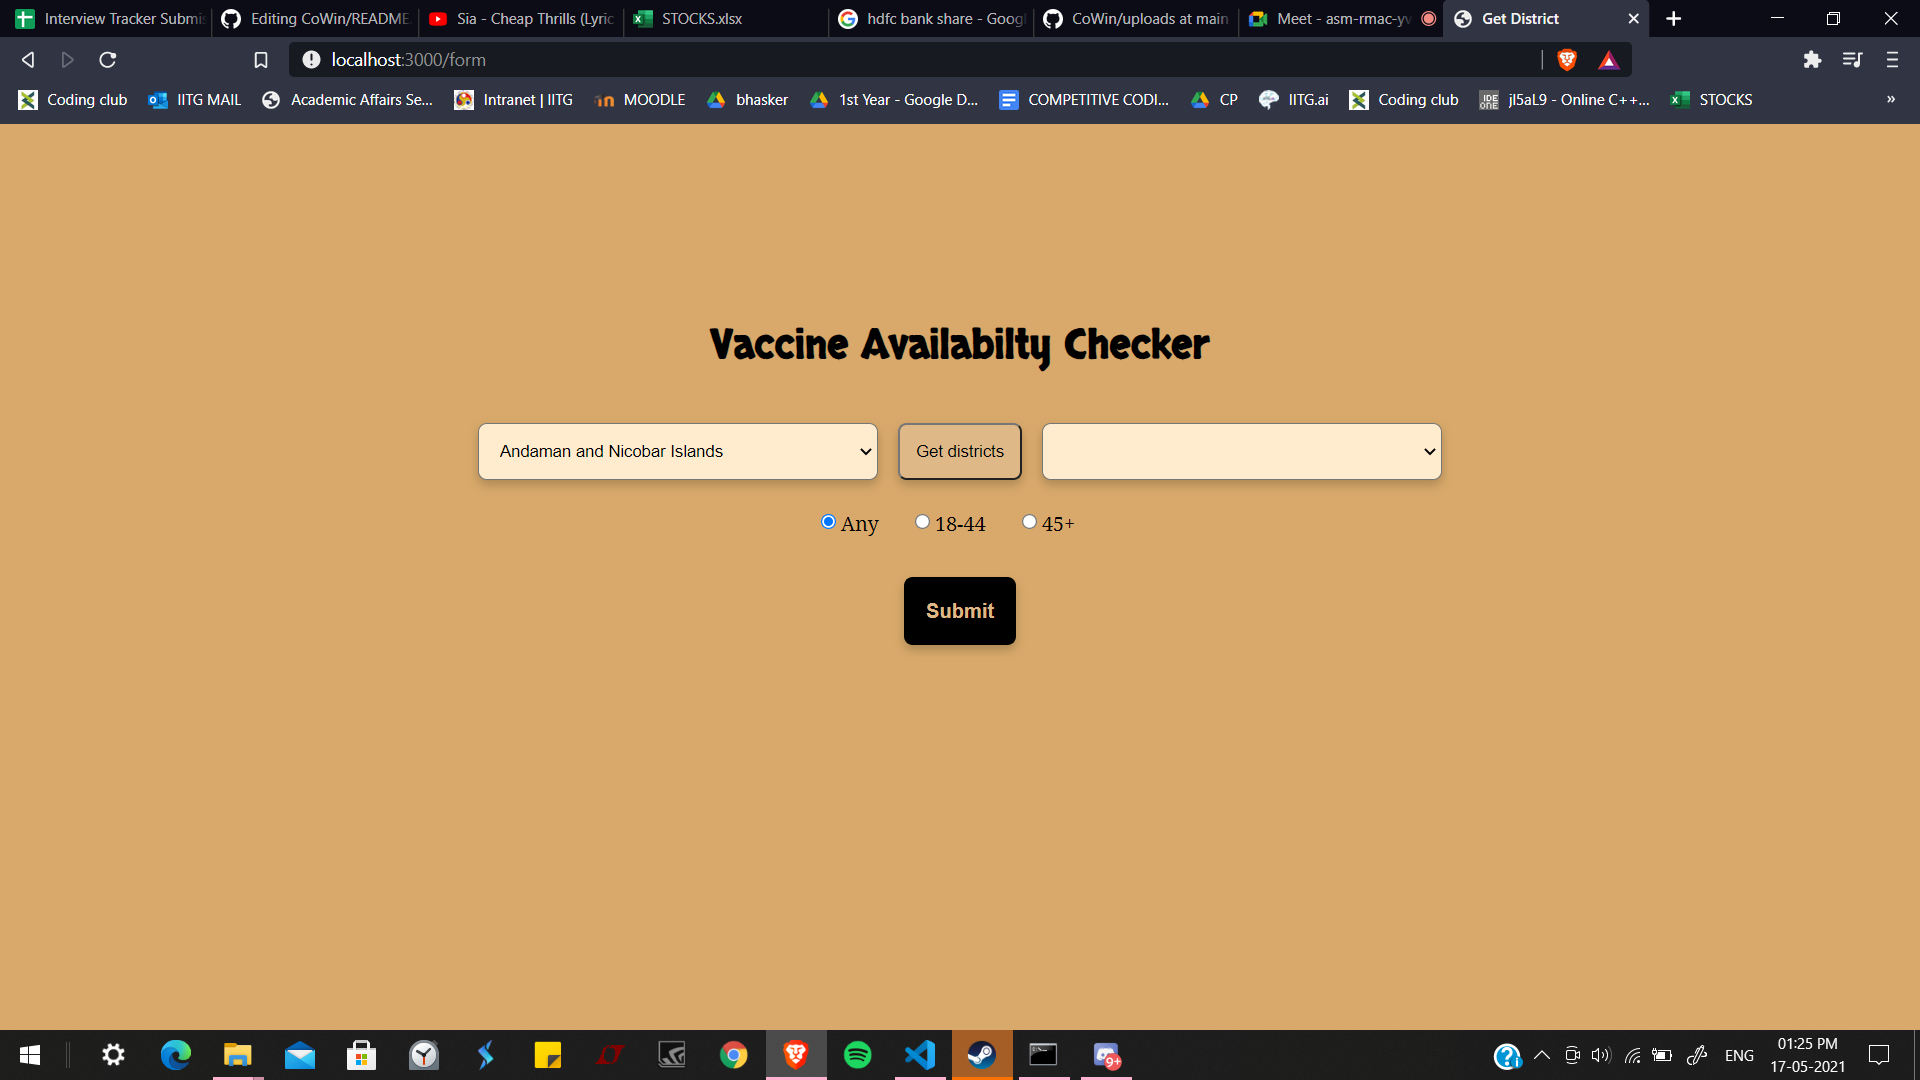 Interview Tracker Submis
Editing CoWin/README.
Sia - Cheap Thrills (Lyric
STOCKS.xlsx
hdfc bank share - Googl
CoWin/uploads at main
Meet - asm-rmac-yv
Get District
localhost:3000/form
Coding club
IITG MAIL
Academic Affairs Se...
Intranet | IITG
MOODLE
bhasker
1st Year - Google D...
COMPETITIVE CODI...
CP
IITG.ai
Coding club
jI5aL9 - Online C++...
STOCKS
»
Vaccine Availabilty Checker
Andaman and Nicobar Islands
Get districts
Any
18-44
45+
Submit
9+
ENG
01:25 PM
17-05-2021